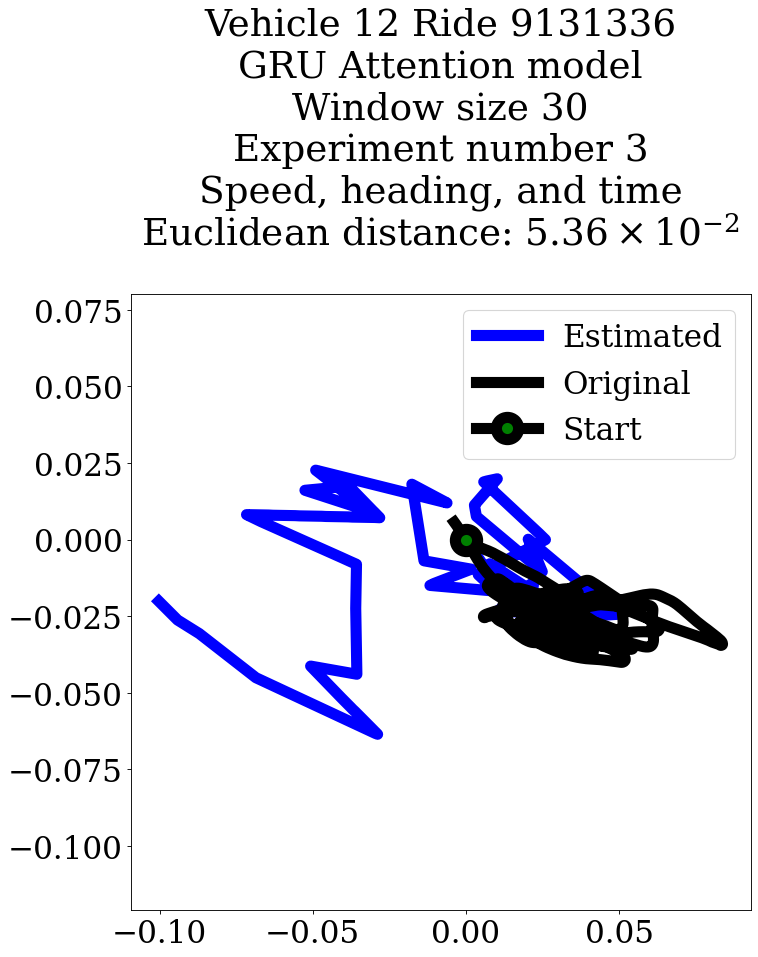 Vehicle 12 Ride 9131336
GRU Attention model
Window size 30
Experiment number 3
Speed, heading, and time
Euclidean distance: 5.36 × 10⁻²
0.075
0.050
0.025
0.000
−0.025
−0.050
−0.075
−0.100
Estimated
Original
Start
−0.10
−0.05
0.00
0.05